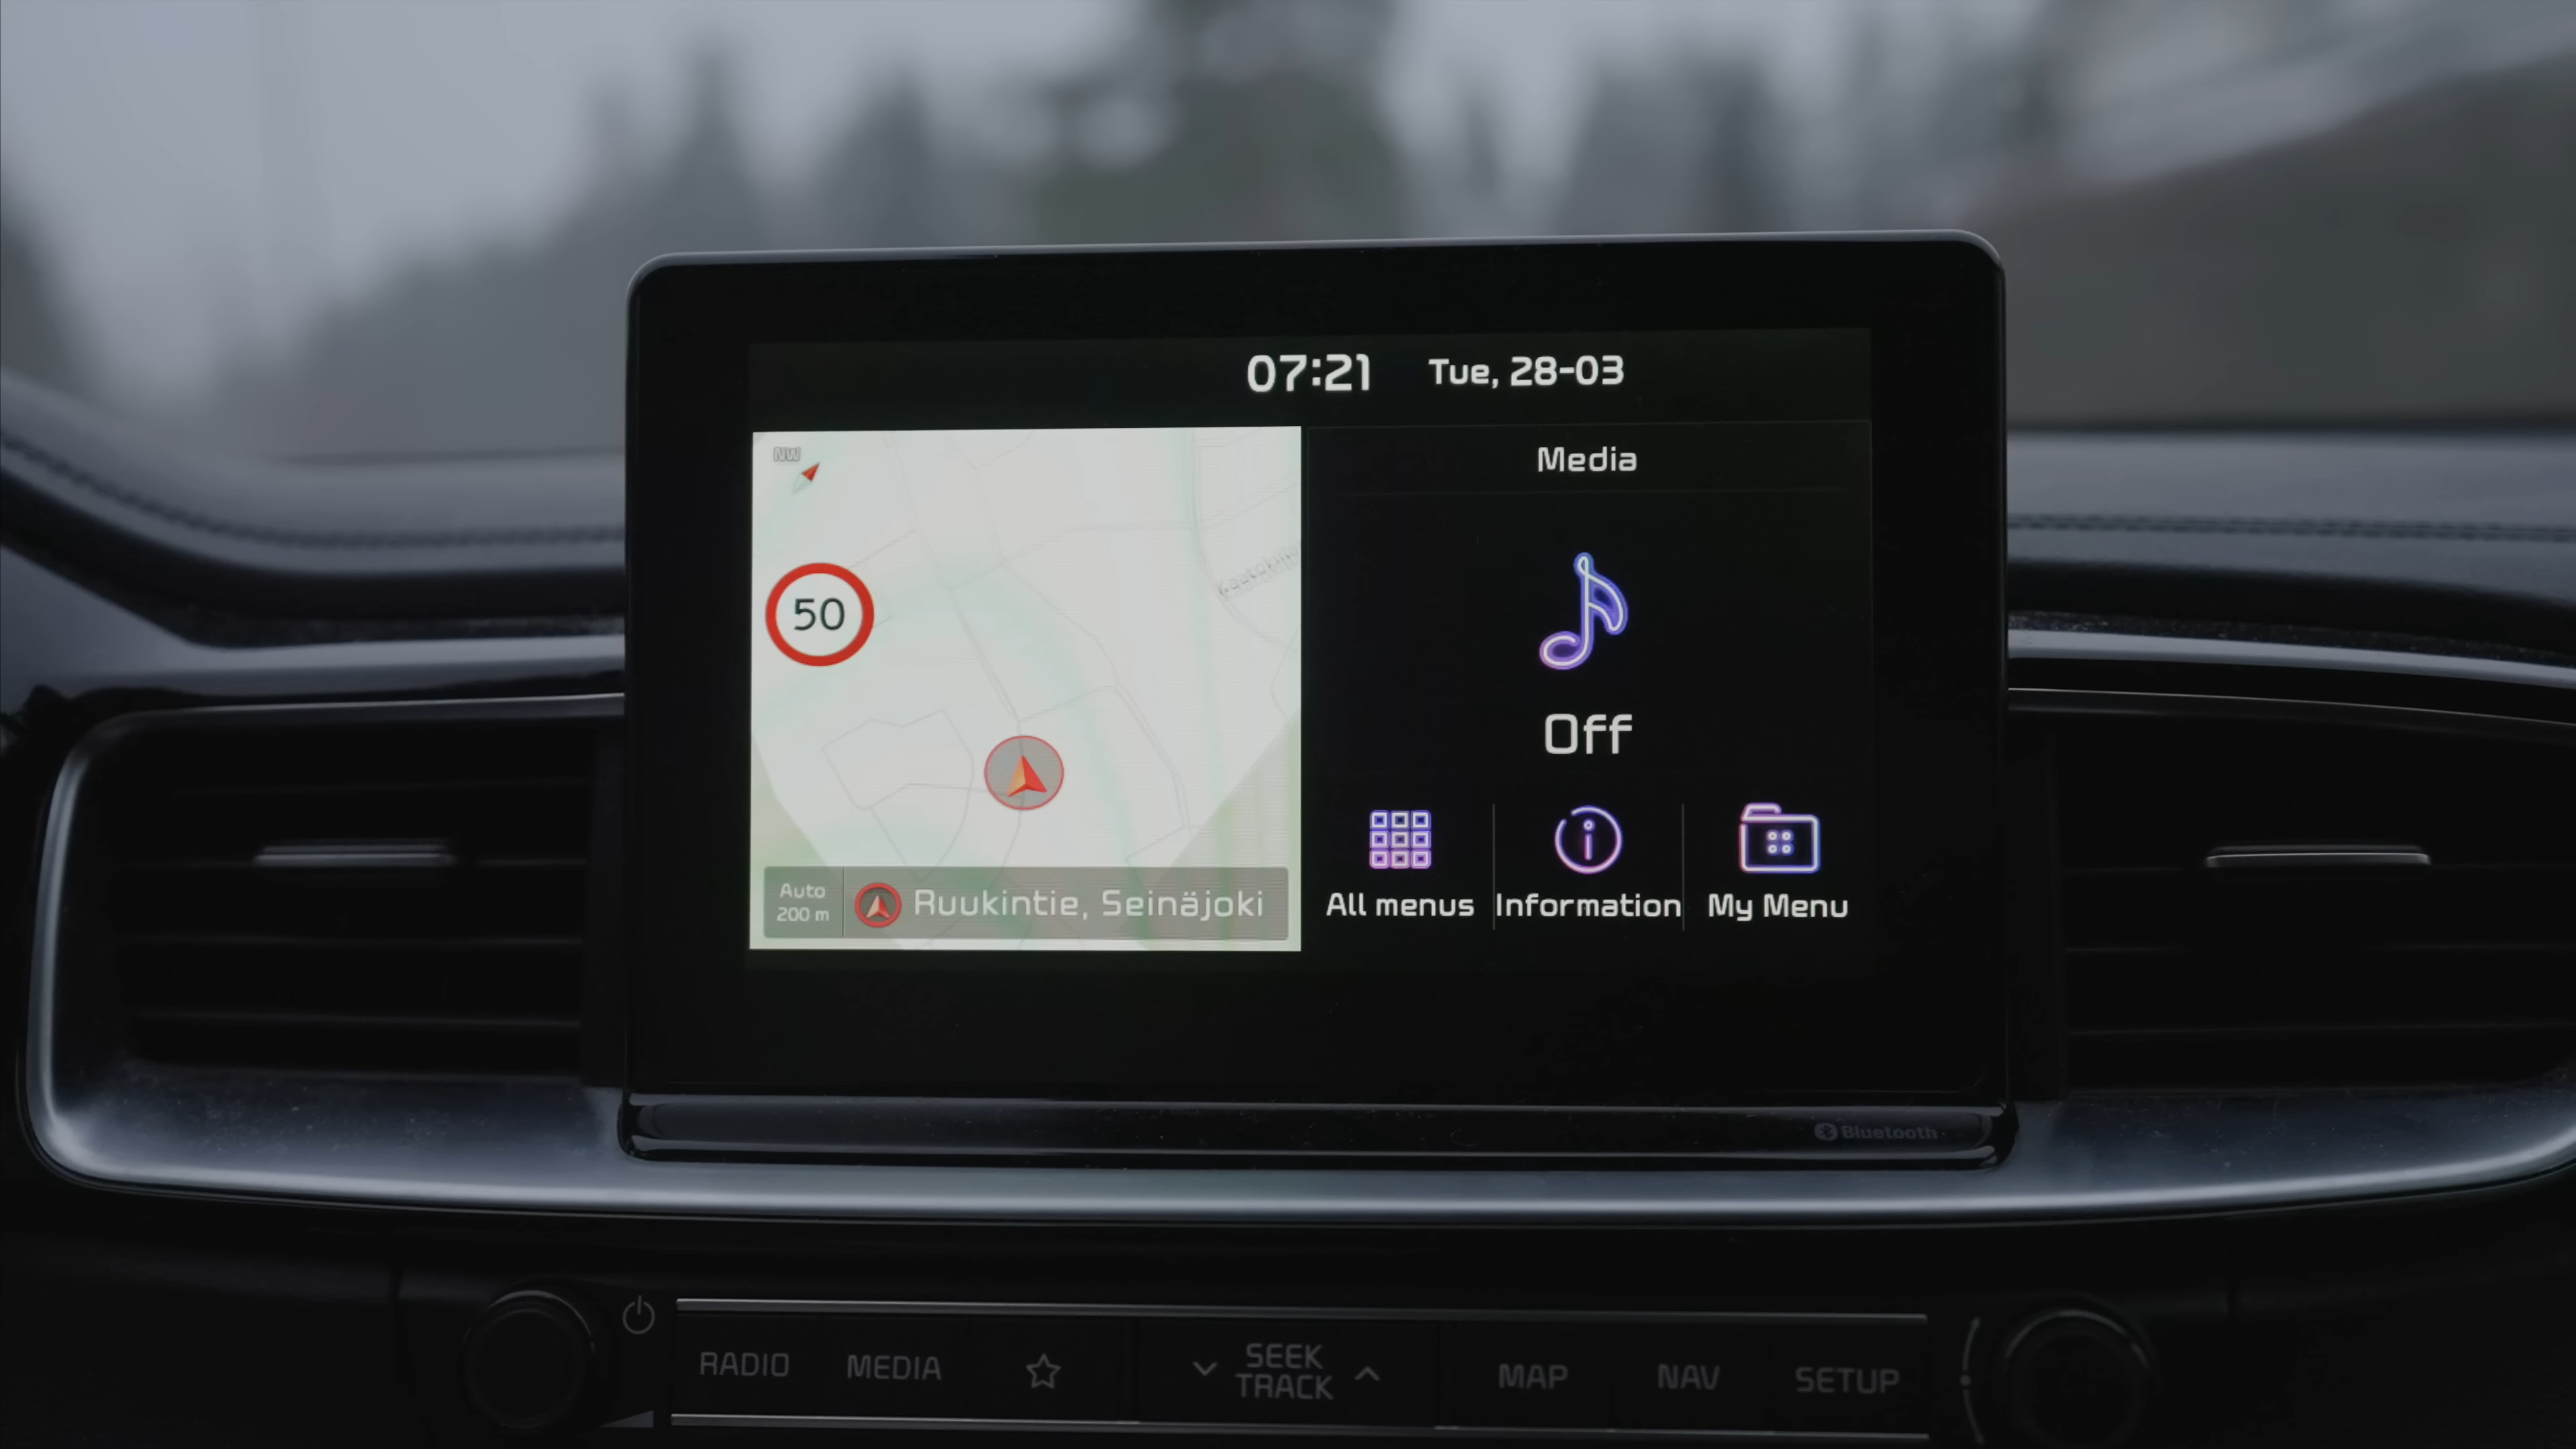 07:21 Tue, 28-03
NW
Media
50
Off
Auto
200 m
Ruukintie, Seinäjoki
All menus
Information
My Menu
Bluetooth
RADIO
MEDIA
SEEK
TRACK
MAP
NAV
SETUP